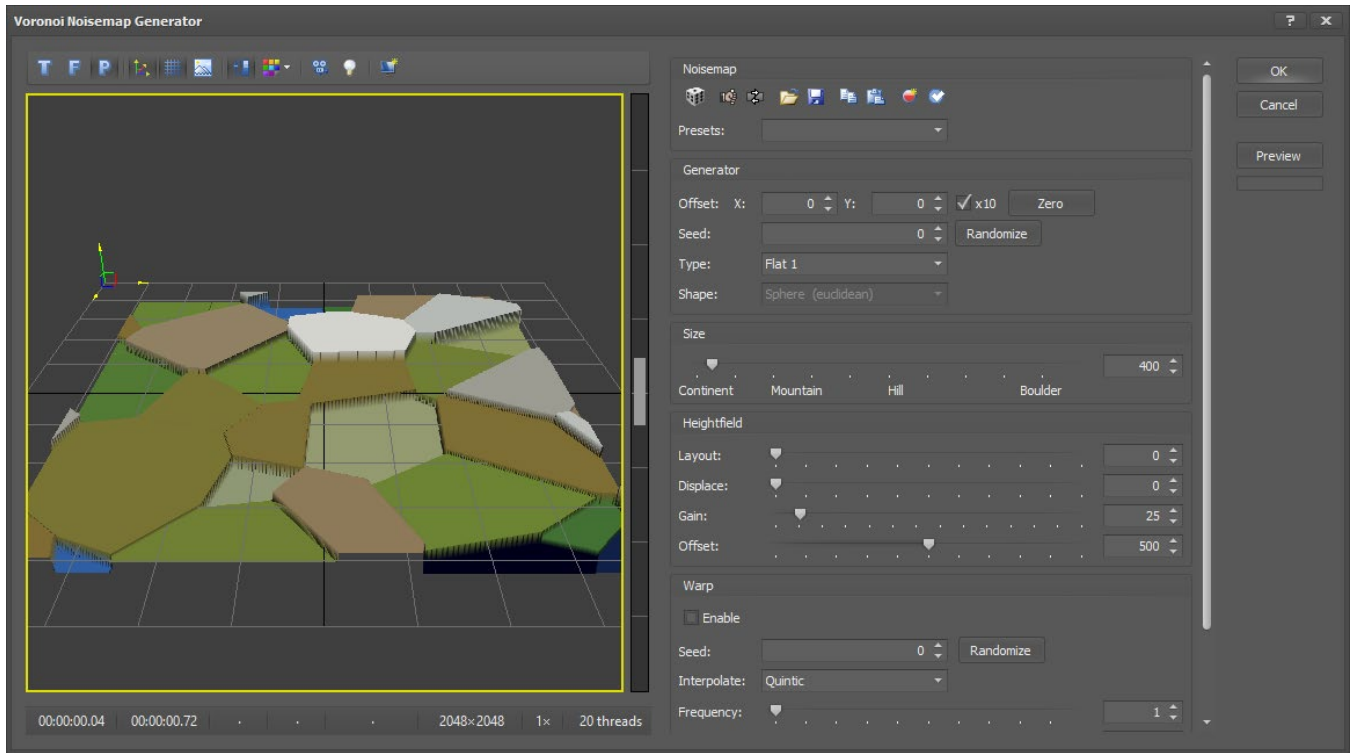 Voronoi Noisemap Generator
? x
T F P
Noisemap
OK
Cancel
Presets:
Preview
Generator
Offset: X: 0 Y: 0 x10 Zero
Seed: 0 Randomize
Type: Flat 1
Shape: Sphere (euclidean)
Size
400
Continent Mountain Hill Boulder
Heightfield
Layout: 0
Displace: 0
Gain: 25
Offset: 500
Warp
Enable
Seed: 0 Randomize
Interpolate: Quintic
Frequency: 1
00:00:00.04 00:00:00.72 . . . 2048×2048 1× 20 threads